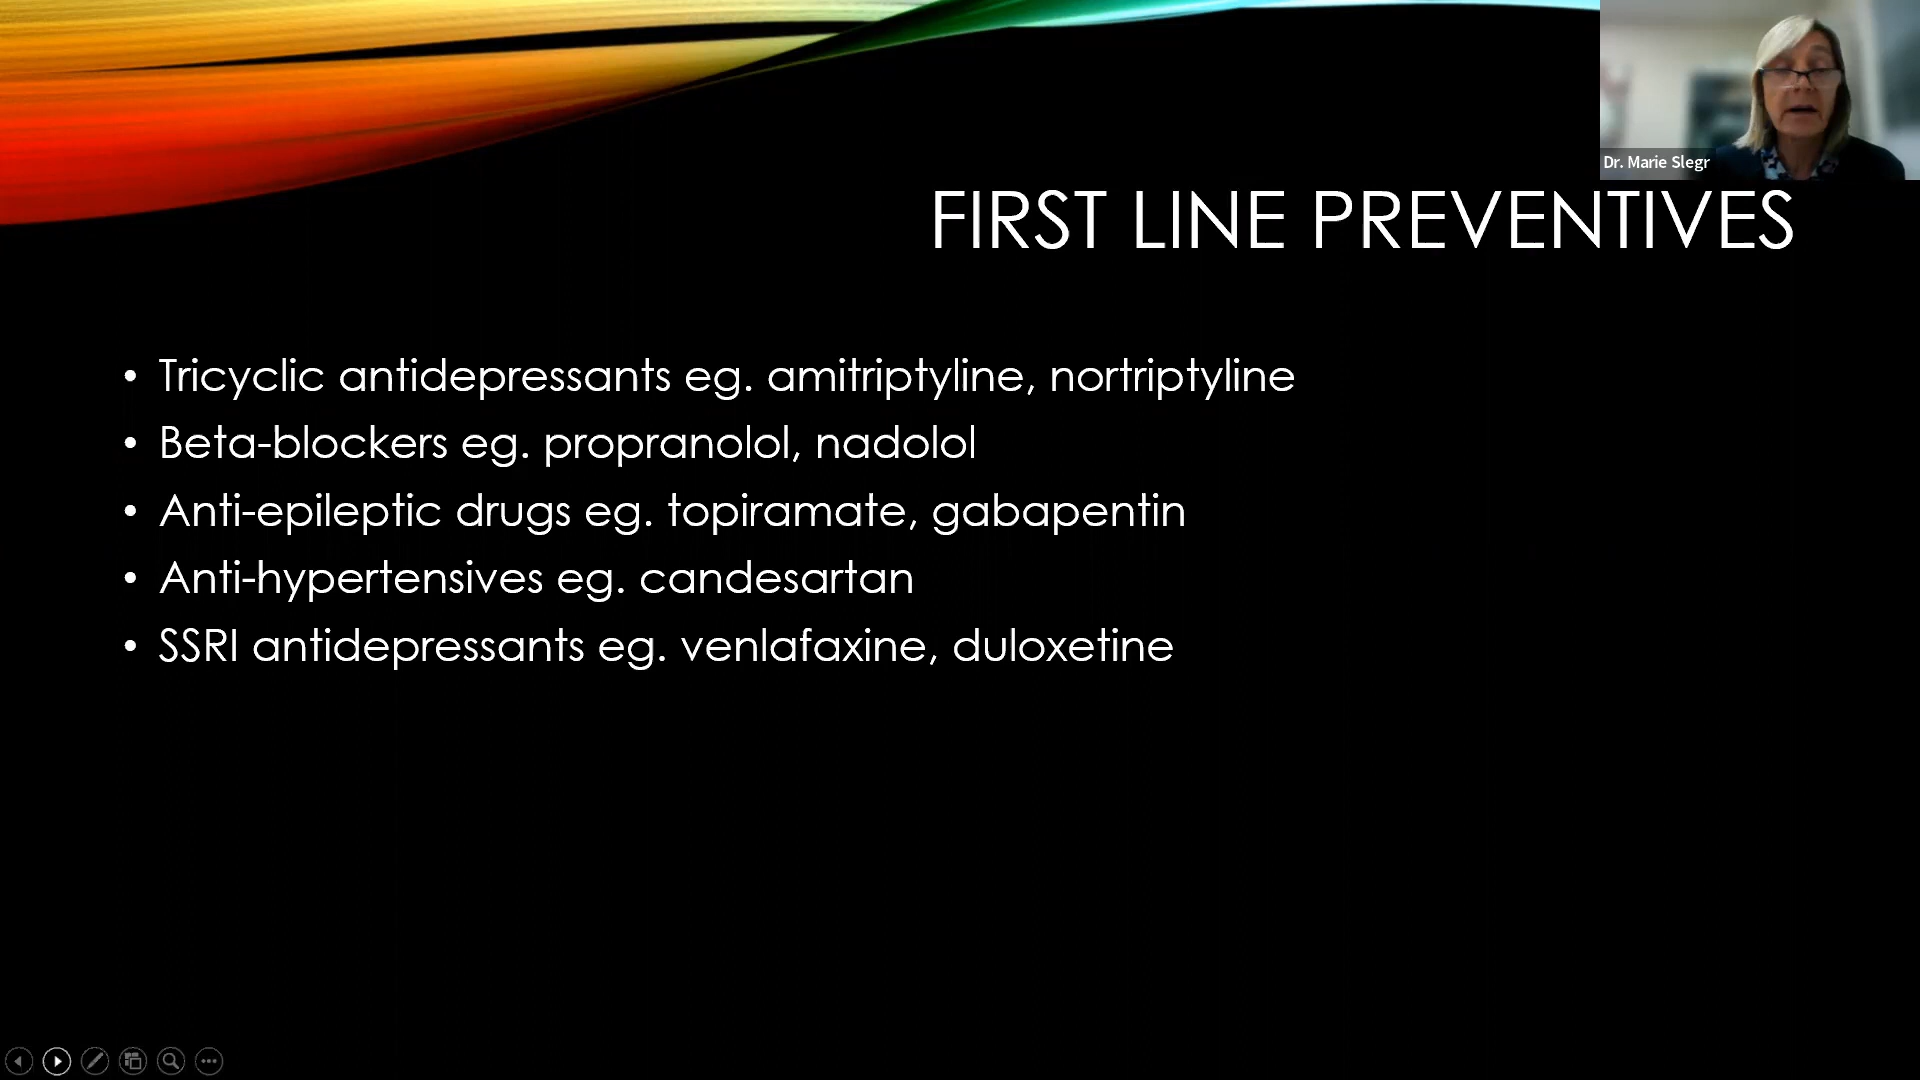 Dr. Marie Slegr
FIRST LINE PREVENTIVES
• Tricyclic antidepressants eg. amitriptyline, nortriptyline
• Beta-blockers eg. propranolol, nadolol
• Anti-epileptic drugs eg. topiramate, gabapentin
• Anti-hypertensives eg. candesartan
• SSRI antidepressants eg. venlafaxine, duloxetine